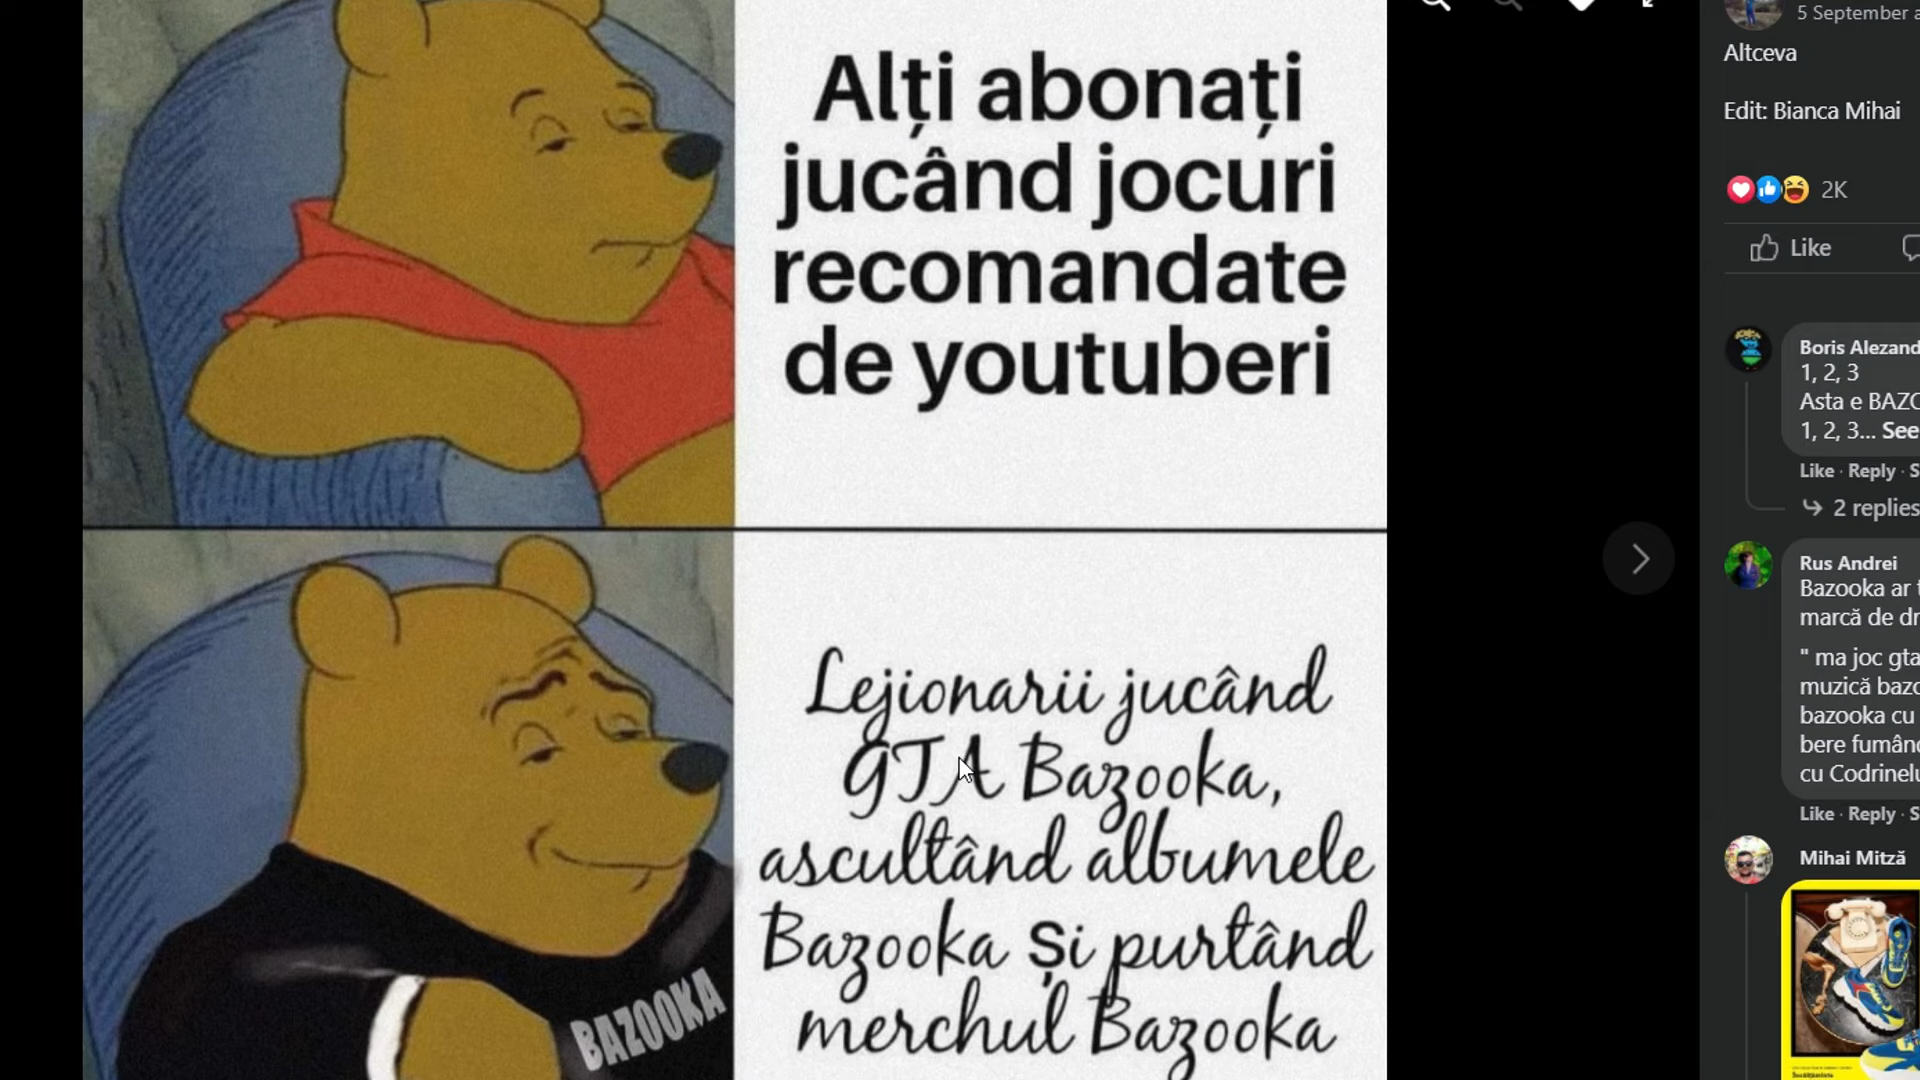 Alți abonați
jucând jocuri
recomandate
de youtuberi
Lejionarii jucând
GTA Bazooka,
ascultând albumele
Bazooka Și purtând
merchul Bazooka
BAZOOKA
5 September a
Altceva
Edit: Bianca Mihai
2K
Like
Boris Alezand
1, 2, 3
Asta e BAZO
1, 2, 3... See
Like · Reply · S
2 replies
Rus Andrei
Bazooka ar t
marcă de dr
" ma joc gta
muzică bazo
bazooka cu
bere fumând
cu Codrinelu
Like · Reply · S
Mihai Mitză